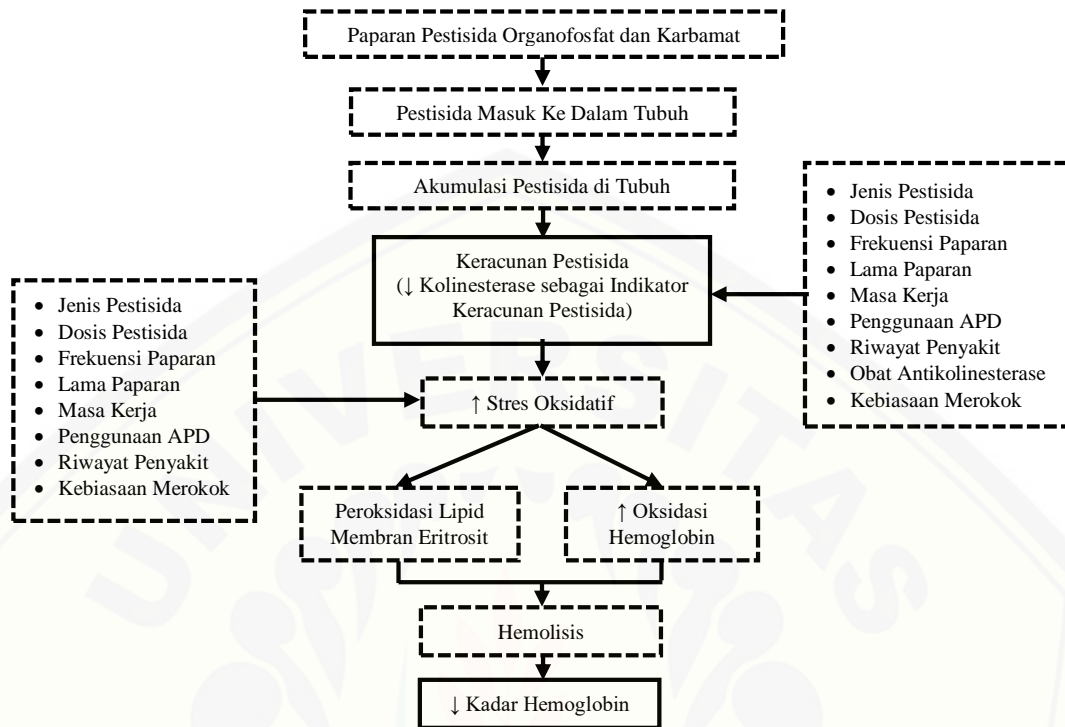 Paparan Pestisida Organofosfat dan Karbamat
Pestisida Masuk Ke Dalam Tubuh
Akumulasi Pestisida di Tubuh
Keracunan Pestisida
(↓ Kolinesterase sebagai Indikator
Keracunan Pestisida)
• Jenis Pestisida
• Dosis Pestisida
• Frekuensi Paparan
• Lama Paparan
• Masa Kerja
• Penggunaan APD
• Riwayat Penyakit
• Obat Antikolinesterase
• Kebiasaan Merokok
• Jenis Pestisida
• Dosis Pestisida
• Frekuensi Paparan
• Lama Paparan
• Masa Kerja
• Penggunaan APD
• Riwayat Penyakit
• Kebiasaan Merokok
↑ Stres Oksidatif
Peroksidasi Lipid
Membran Eritrosit
↑ Oksidasi
Hemoglobin
Hemolisis
↓ Kadar Hemoglobin
UNIVERSITAS